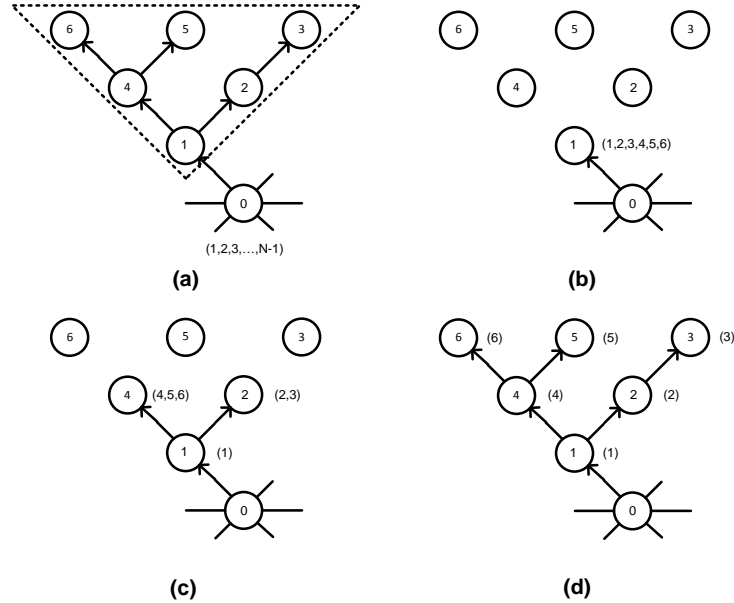 6 5 3
4 2
1
0
(1,2,3,...,N-1)
(a)
6 5 3
4 2
1 (1,2,3,4,5,6)
0
(b)
6 5 3
4 (4,5,6) 2 (2,3)
1 (1)
0
(c)
6 (6) 5 (5) 3 (3)
4 (4) 2 (2)
1 (1)
0
(d)